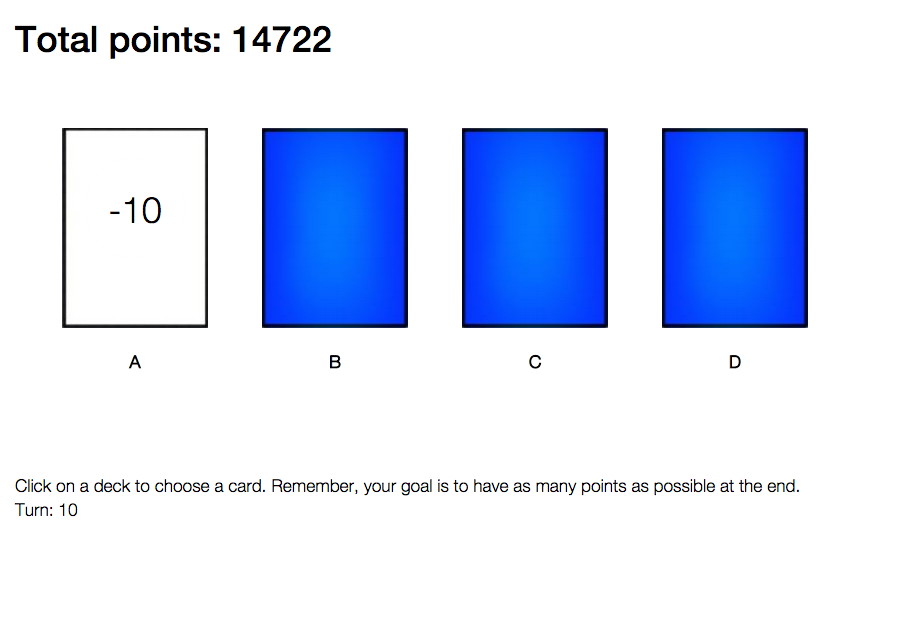 Total points: 14722
-10
A
B
C
D
Click on a deck to choose a card. Remember, your goal is to have as many points as possible at the end.
Turn: 10